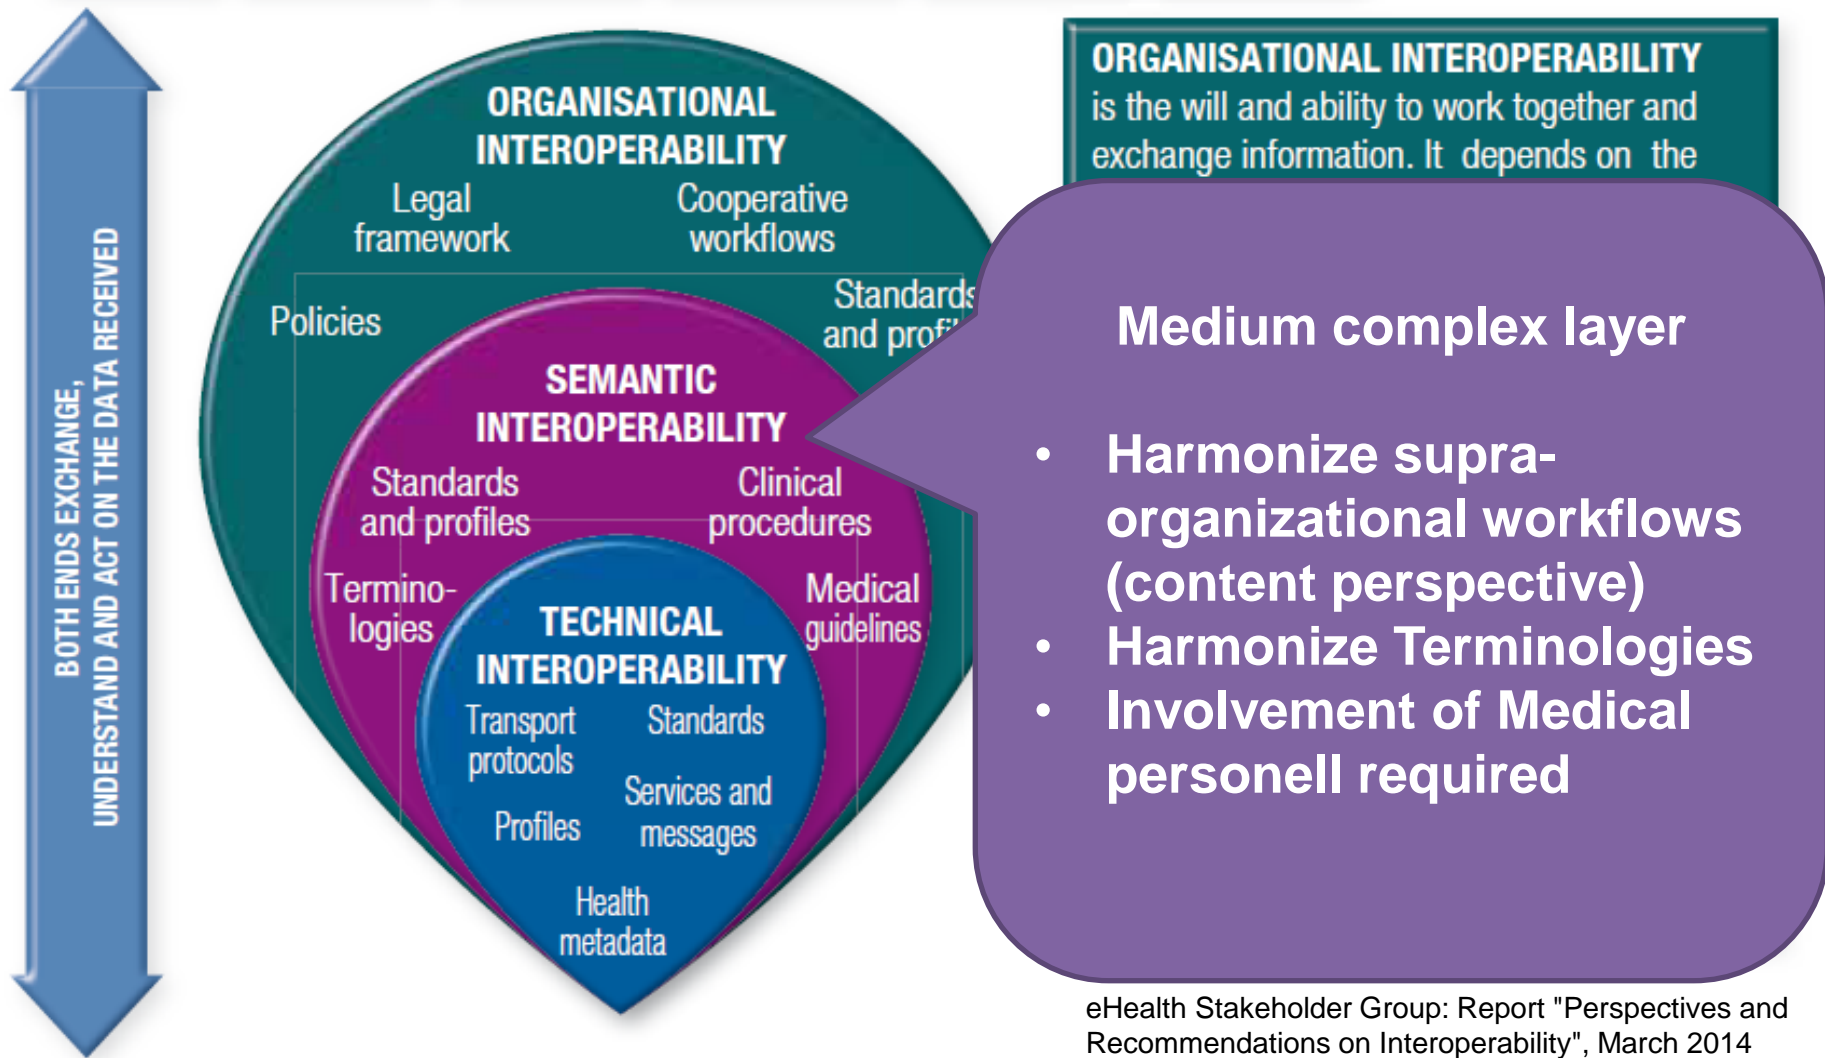 BOTH ENDS EXCHANGE,
UNDERSTAND AND ACT ON THE DATA RECEIVED
ORGANISATIONAL
INTEROPERABILITY
Legal
framework
Cooperative
workflows
Policies
Standards
and profi
SEMANTIC
INTEROPERABILITY
Standards
and profiles
Clinical
procedures
Termino-
logies
Medical
guidelines
TECHNICAL
INTEROPERABILITY
Transport
protocols
Standards
Profiles
Services and
messages
Health
metadata
ORGANISATIONAL INTEROPERABILITY
is the will and ability to work together and
exchange information. It depends on the
Medium complex layer
• Harmonize supra-
organizational workflows
(content perspective)
• Harmonize Terminologies
• Involvement of Medical
personell required
eHealth Stakeholder Group: Report "Perspectives and
Recommendations on Interoperability", March 2014